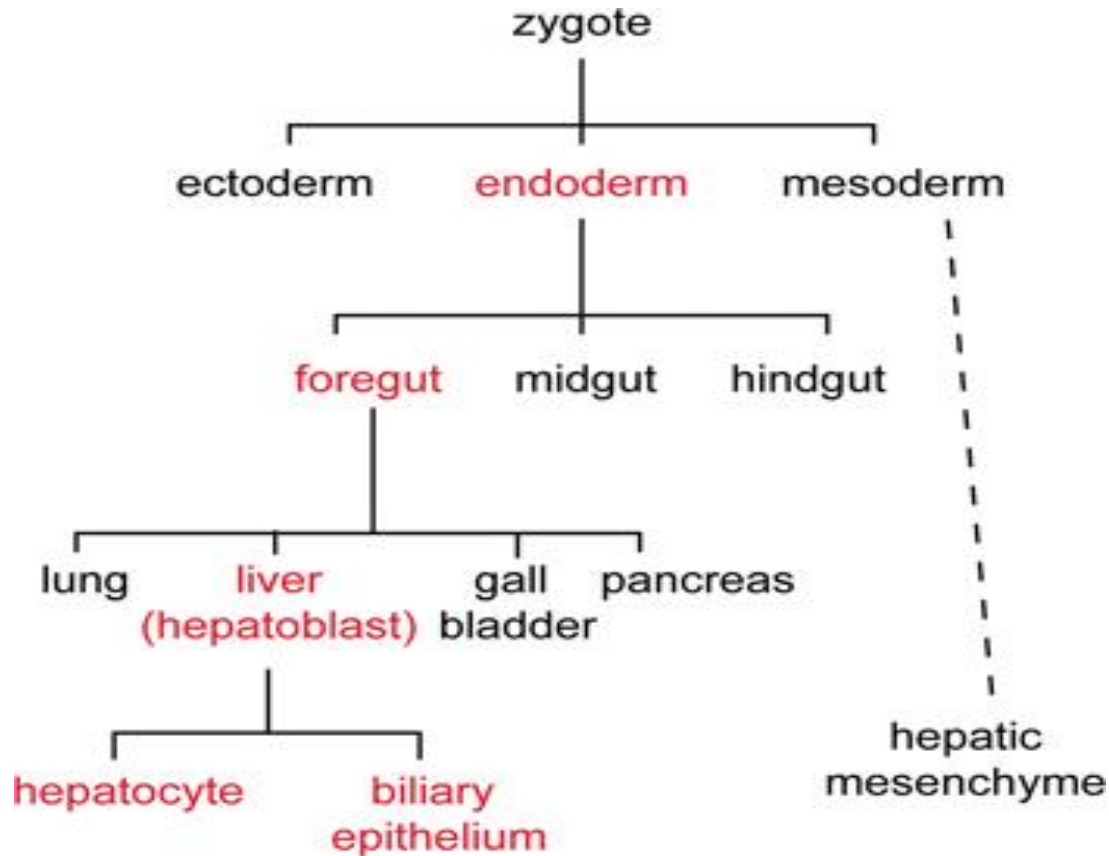 zygote
ectoderm endoderm mesoderm
foregut midgut hindgut
lung liver gall pancreas
(hepatoblast) bladder
hepatic
mesenchyme
hepatocyte biliary
epithelium